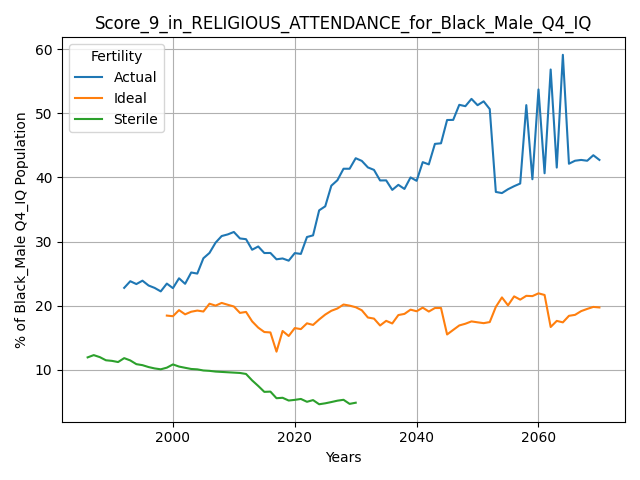 Score_9_in_RELIGIOUS_ATTENDANCE_for_Black_Male_Q4_IQ
Fertility
Actual
Ideal
Sterile
% of Black_Male Q4_IQ Population
60
50
40
30
20
10
2000
2020
2040
2060
Years